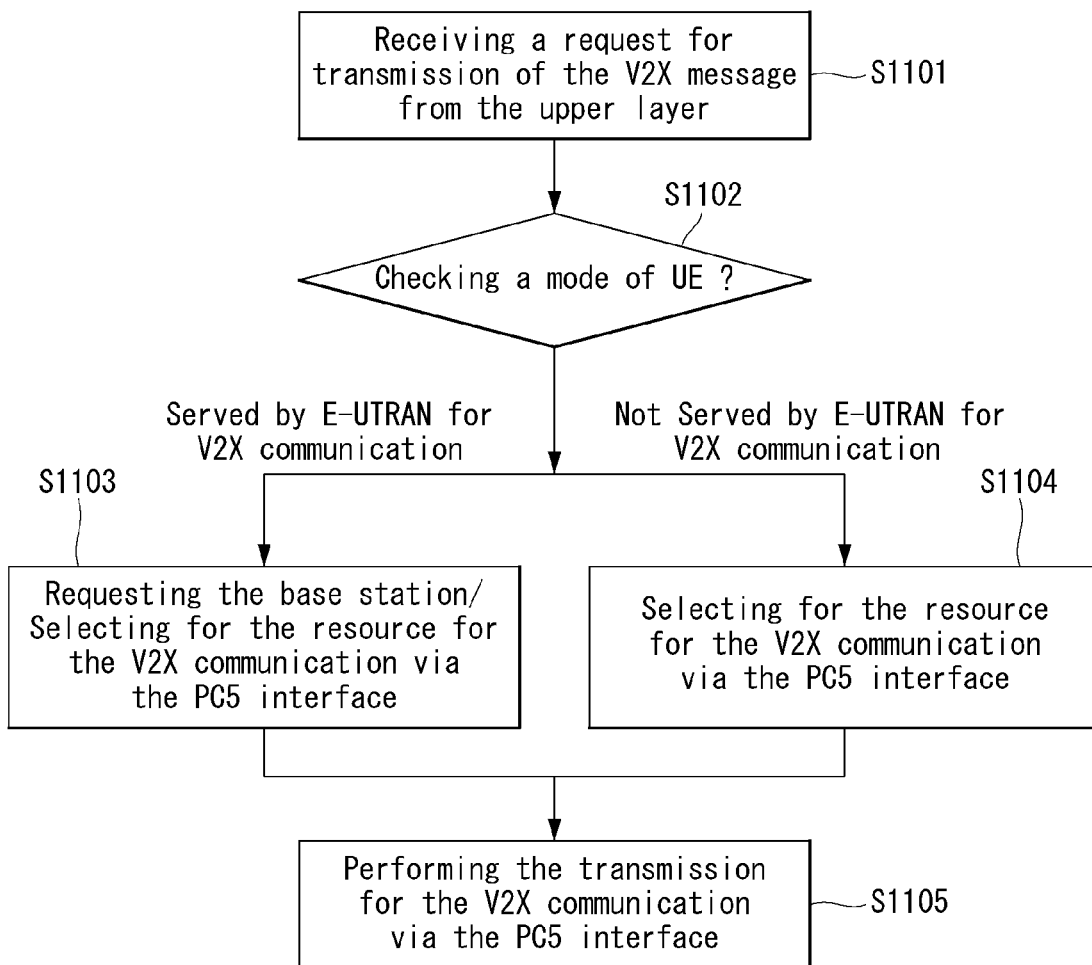 Receiving a request for
transmission of the V2X message
from the upper layer
S1101
S1102
Checking a mode of UE ?
Served by E-UTRAN for
V2X communication
Not Served by E-UTRAN for
V2X communication
S1103
S1104
Requesting the base station/
Selecting for the resource for
the V2X communication via
the PC5 interface
Selecting for the resource
for the V2X communication
via the PC5 interface
Performing the transmission
for the V2X communication
via the PC5 interface
S1105